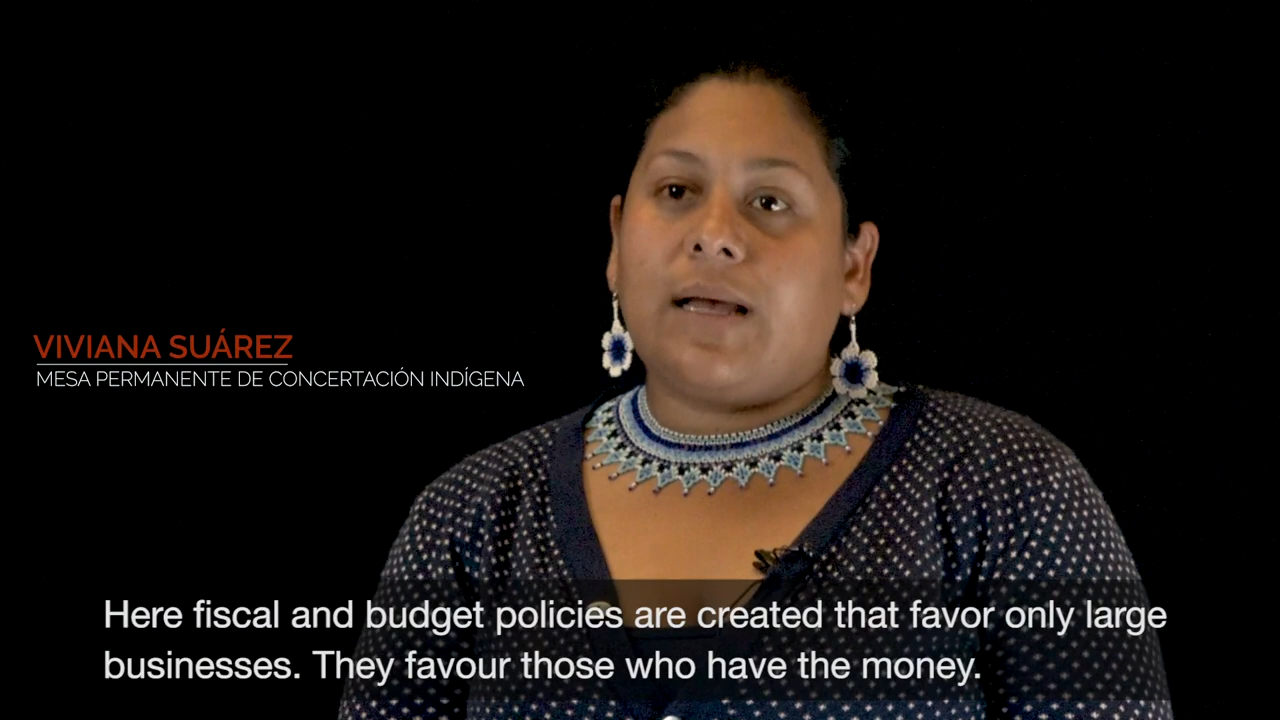 VIVIANA SUÁREZ
MESA PERMANENTE DE CONCERTACIÓN INDÍGENA
Here fiscal and budget policies are created that favor only large
businesses. They favour those who have the money.